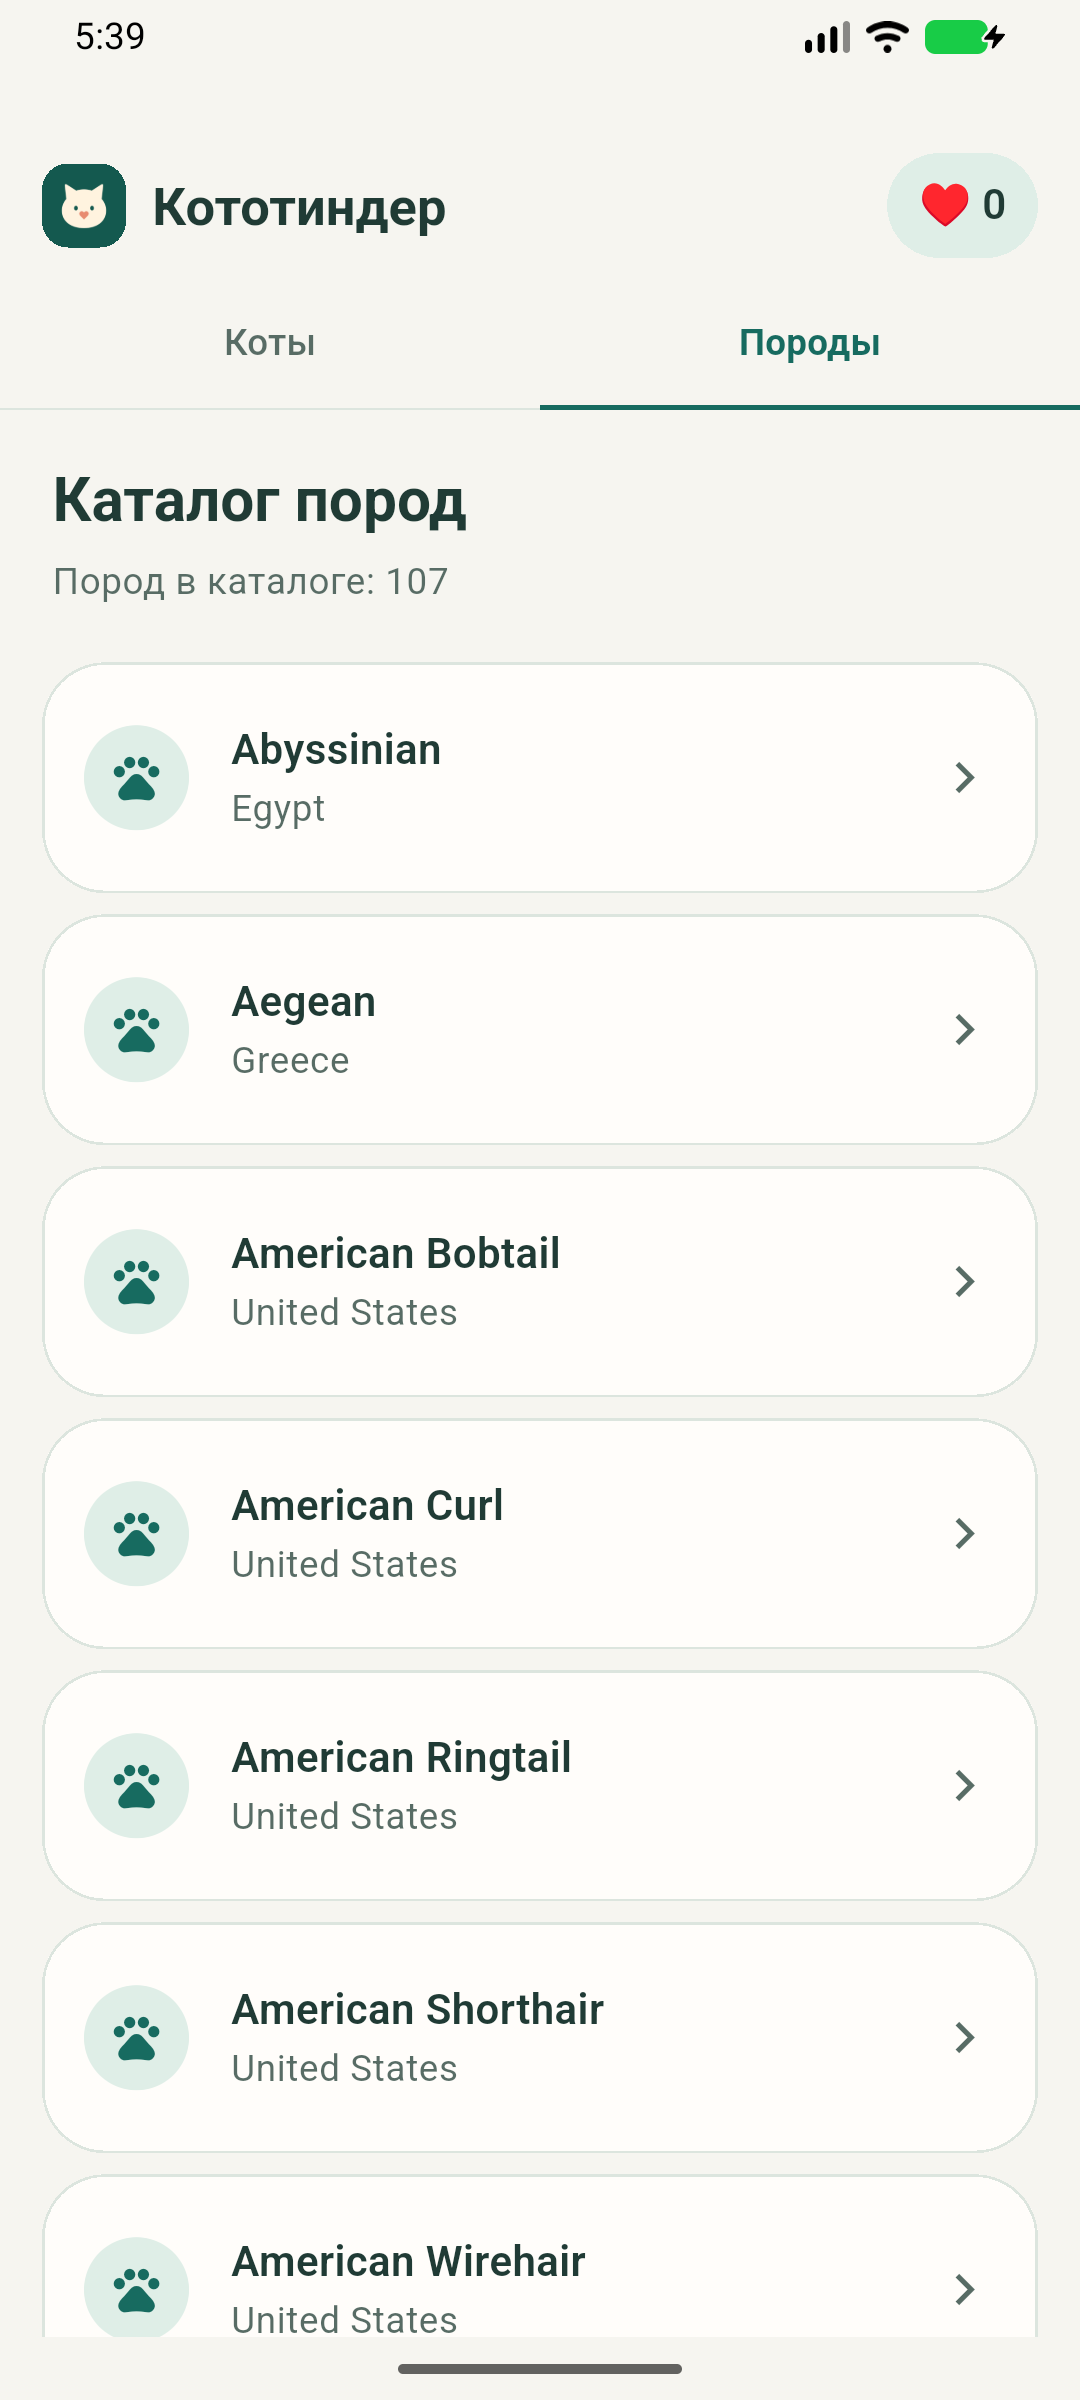 5:39
Кототиндер
0
Коты
Породы
Каталог пород
Пород в каталоге: 107
Abyssinian
Egypt
Aegean
Greece
American Bobtail
United States
American Curl
United States
American Ringtail
United States
American Shorthair
United States
American Wirehair
United States